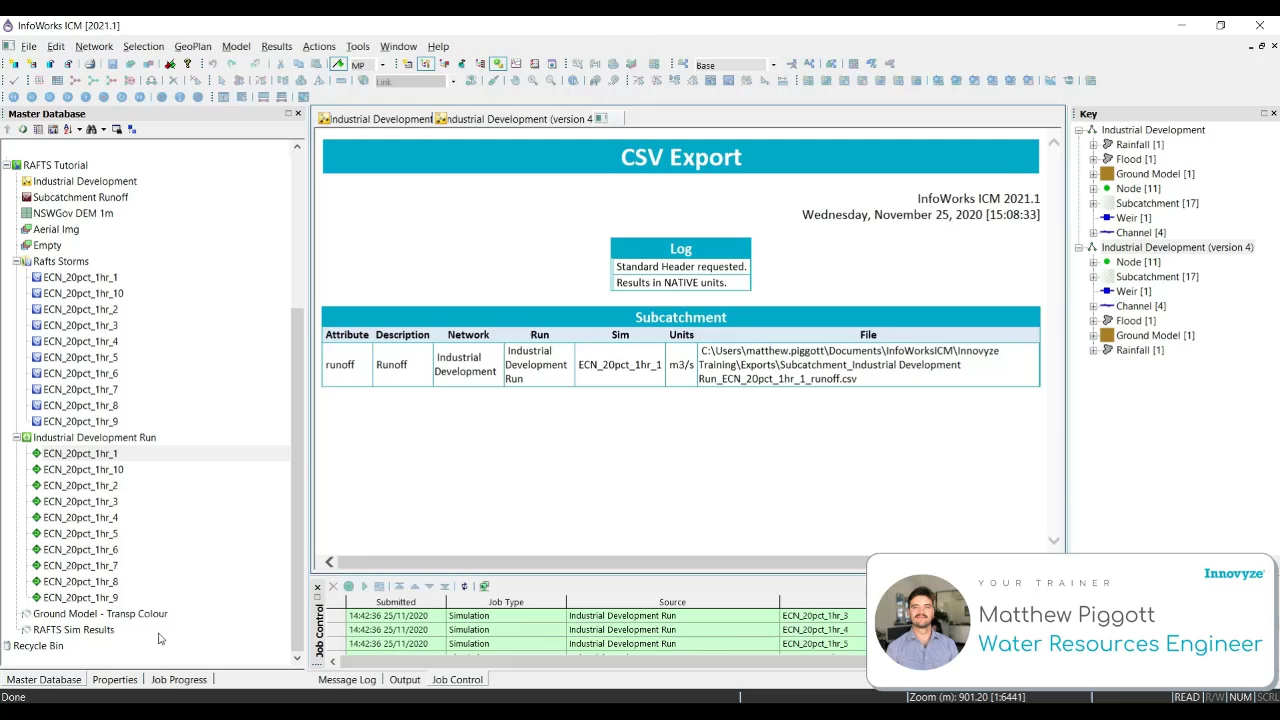 InfoWorks ICM [2021.1]
File Edit Network Selection GeoPlan Model Results Actions Tools Window Help
MP
Base
Link
Master Database
RAFTS Tutorial
Industrial Development
Subcatchment Runoff
NSWGov DEM 1m
Aerial Img
Empty
Rafts Storms
ECN_20pct_1hr_1
ECN_20pct_1hr_10
ECN_20pct_1hr_2
ECN_20pct_1hr_3
ECN_20pct_1hr_4
ECN_20pct_1hr_5
ECN_20pct_1hr_6
ECN_20pct_1hr_7
ECN_20pct_1hr_8
ECN_20pct_1hr_9
Industrial Development Run
ECN_20pct_1hr_1
ECN_20pct_1hr_10
ECN_20pct_1hr_2
ECN_20pct_1hr_3
ECN_20pct_1hr_4
ECN_20pct_1hr_5
ECN_20pct_1hr_6
ECN_20pct_1hr_7
ECN_20pct_1hr_8
ECN_20pct_1hr_9
Ground Model - Transp Colour
RAFTS Sim Results
Recycle Bin
Master Database Properties Job Progress
Industrial Development Industrial Development (version 4
CSV Export
InfoWorks ICM 2021.1
Wednesday, November 25, 2020 [15:08:33]
Log
Standard Header requested.
Results in NATIVE units.
Subcatchment
Attribute Description Network Run Sim Units File
runoff Runoff Industrial Development Industrial Development Run ECN_20pct_1hr_1 m3/s C:\Users\matthew.piggott\Documents\InfoWorksICM\Innovyze
Training\Exports\Subcatchment_Industrial Development
Run_ECN_20pct_1hr_1_runoff.csv
Job Control
Submitted Job Type Source
14:42:36 25/11/2020 Simulation Industrial Development Run ECN_20pct_1hr_3
14:42:36 25/11/2020 Simulation Industrial Development Run ECN_20pct_1hr_4
14:42:36 25/11/2020 Simulation Industrial Development Run ECN_20pct_1hr_5
Message Log Output Job Control
Key
Industrial Development
Rainfall [1]
Flood [1]
Ground Model [1]
Node [11]
Subcatchment [17]
Weir [1]
Channel [4]
Industrial Development (version 4)
Node [11]
Subcatchment [17]
Weir [1]
Channel [4]
Flood [1]
Ground Model [1]
Rainfall [1]
Innovyze
YOUR TRAINER
Matthew Piggott
Water Resources Engineer
Done
Zoom (m): 901.20 [1:6441]
READ R/W NUM SCRL